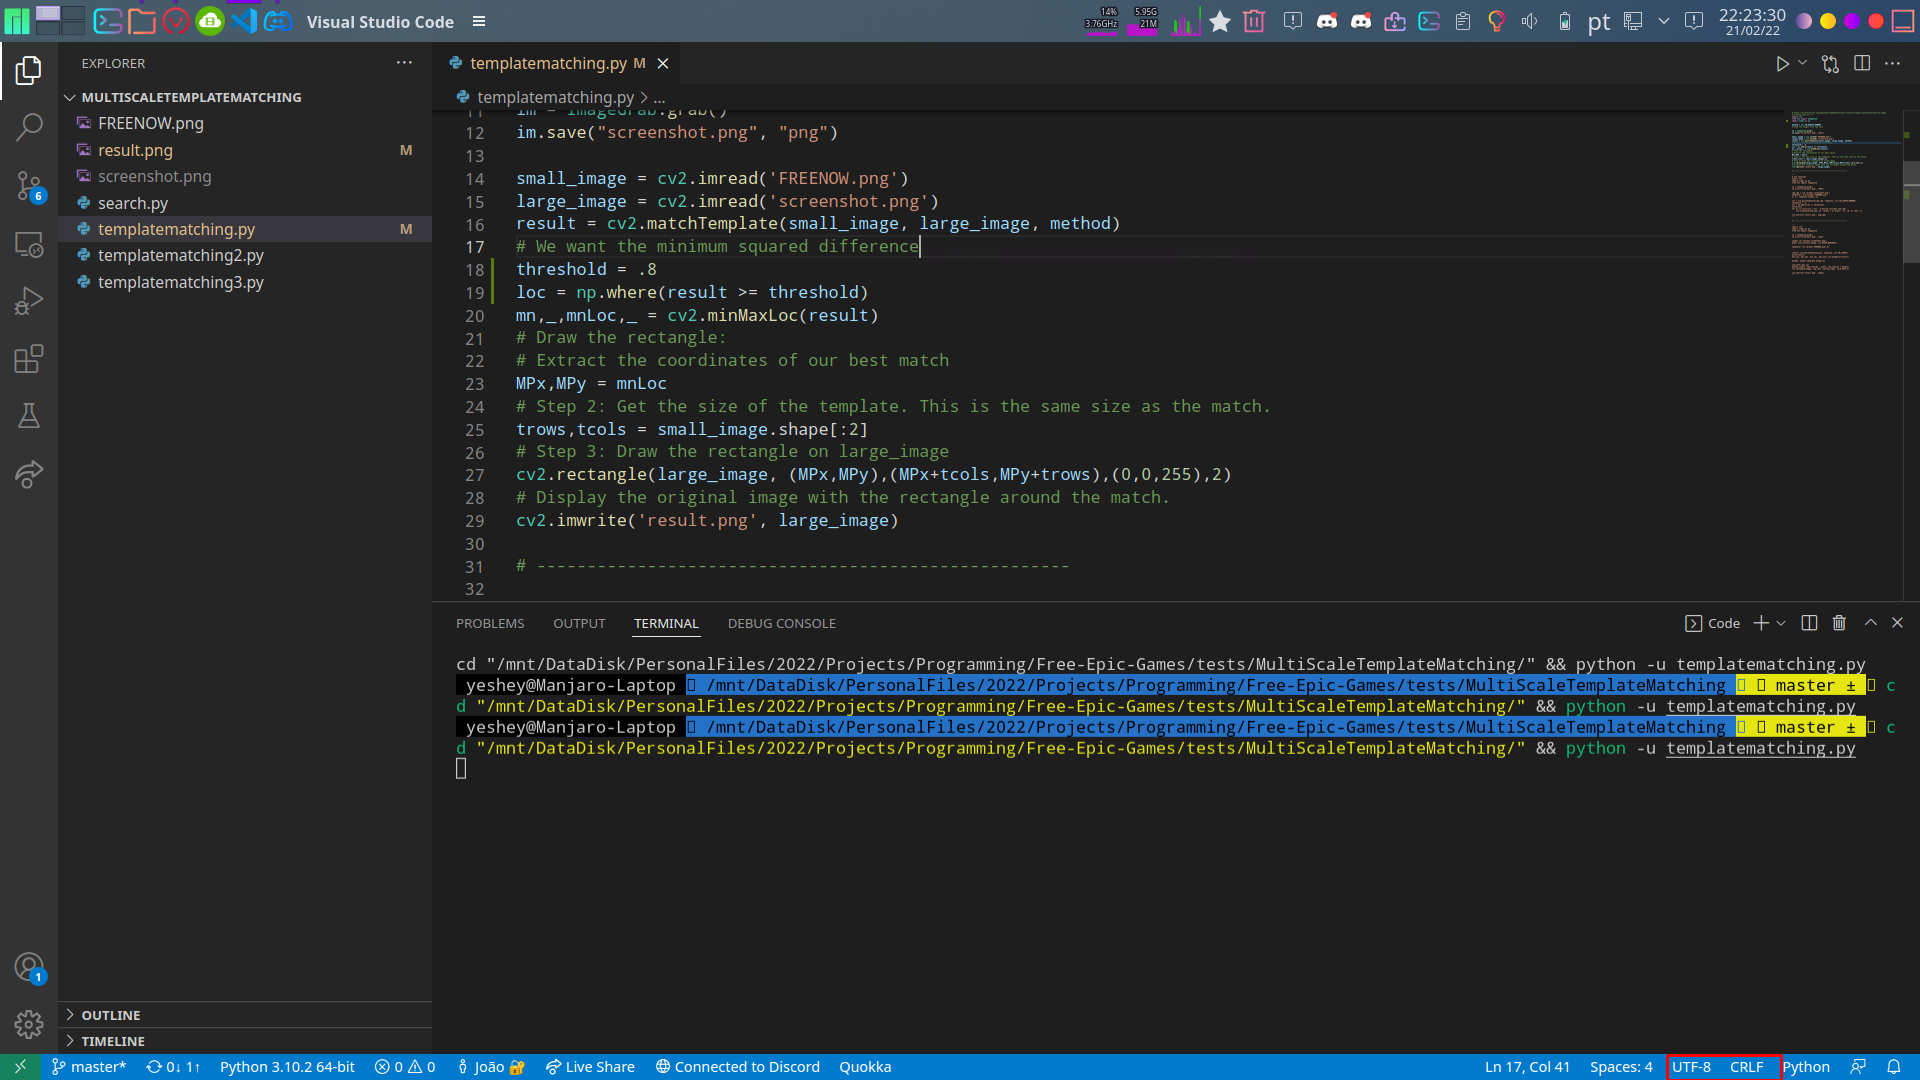 Visual Studio Code
14%
3.76GHz
5.95G
21M
pt
22:23:30
21/02/22
EXPLORER
MULTISCALETEMPLATEMATCHING
FREENOW.png
result.png M
screenshot.png
search.py
templatematching.py M
templatematching2.py
templatematching3.py
6
1
OUTLINE
TIMELINE
templatematching.py M
templatematching.py > ...
11 im = ImageGrab.grab()
12 im.save("screenshot.png", "png")
13
14 small_image = cv2.imread('FREENOW.png')
15 large_image = cv2.imread('screenshot.png')
16 result = cv2.matchTemplate(small_image, large_image, method)
17 # We want the minimum squared difference
18 threshold = .8
19 loc = np.where(result >= threshold)
20 mn,_,mnLoc,_ = cv2.minMaxLoc(result)
21 # Draw the rectangle:
22 # Extract the coordinates of our best match
23 MPx,MPy = mnLoc
24 # Step 2: Get the size of the template. This is the same size as the match.
25 trows,tcols = small_image.shape[:2]
26 # Step 3: Draw the rectangle on large_image
27 cv2.rectangle(large_image, (MPx,MPy),(MPx+tcols,MPy+trows),(0,0,255),2)
28 # Display the original image with the rectangle around the match.
29 cv2.imwrite('result.png', large_image)
30
31 # -----------------------------------------------------
32
PROBLEMS OUTPUT TERMINAL DEBUG CONSOLE
Code
cd "/mnt/DataDisk/PersonalFiles/2022/Projects/Programming/Free-Epic-Games/tests/MultiScaleTemplateMatching/" && python -u templatematching.py
yeshey@Manjaro-Laptop /mnt/DataDisk/PersonalFiles/2022/Projects/Programming/Free-Epic-Games/tests/MultiScaleTemplateMatching master ± c
d "/mnt/DataDisk/PersonalFiles/2022/Projects/Programming/Free-Epic-Games/tests/MultiScaleTemplateMatching/" && python -u templatematching.py
yeshey@Manjaro-Laptop /mnt/DataDisk/PersonalFiles/2022/Projects/Programming/Free-Epic-Games/tests/MultiScaleTemplateMatching master ± c
d "/mnt/DataDisk/PersonalFiles/2022/Projects/Programming/Free-Epic-Games/tests/MultiScaleTemplateMatching/" && python -u templatematching.py
master* 0↓ 1↑ Python 3.10.2 64-bit 0 0 João Live Share Connected to Discord Quokka Ln 17, Col 41 Spaces: 4 UTF-8 CRLF Python